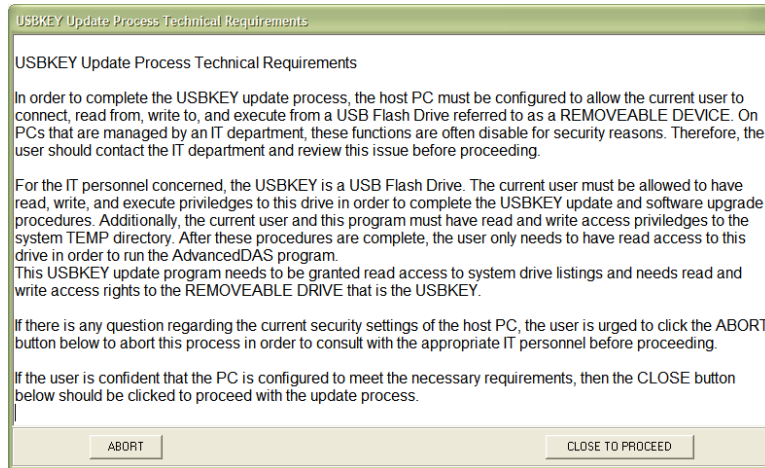 USBKEY Update Process Technical Requirements
USBKEY Update Process Technical Requirements
In order to complete the USBKEY update process, the host PC must be configured to allow the current user to
connect, read from, write to, and execute from a USB Flash Drive referred to as a REMOVEABLE DEVICE. On
PCs that are managed by an IT department, these functions are often disable for security reasons. Therefore, the
user should contact the IT department and review this issue before proceeding.
For the IT personnel concerned, the USBKEY is a USB Flash Drive. The current user must be allowed to have
read, write, and execute priviledges to this drive in order to complete the USBKEY update and software upgrade
procedures. Additionally, the current user and this program must have read and write access priviledges to the
system TEMP directory. After these procedures are complete, the user only needs to have read access to this
drive in order to run the AdvancedDAS program.
This USBKEY update program needs to be granted read access to system drive listings and needs read and
write access rights to the REMOVEABLE DRIVE that is the USBKEY.
If there is any question regarding the current security settings of the host PC, the user is urged to click the ABORT
button below to abort this process in order to consult with the appropriate IT personnel before proceeding.
If the user is confident that the PC is configured to meet the necessary requirements, then the CLOSE button
below should be clicked to proceed with the update process.
ABORT
CLOSE TO PROCEED